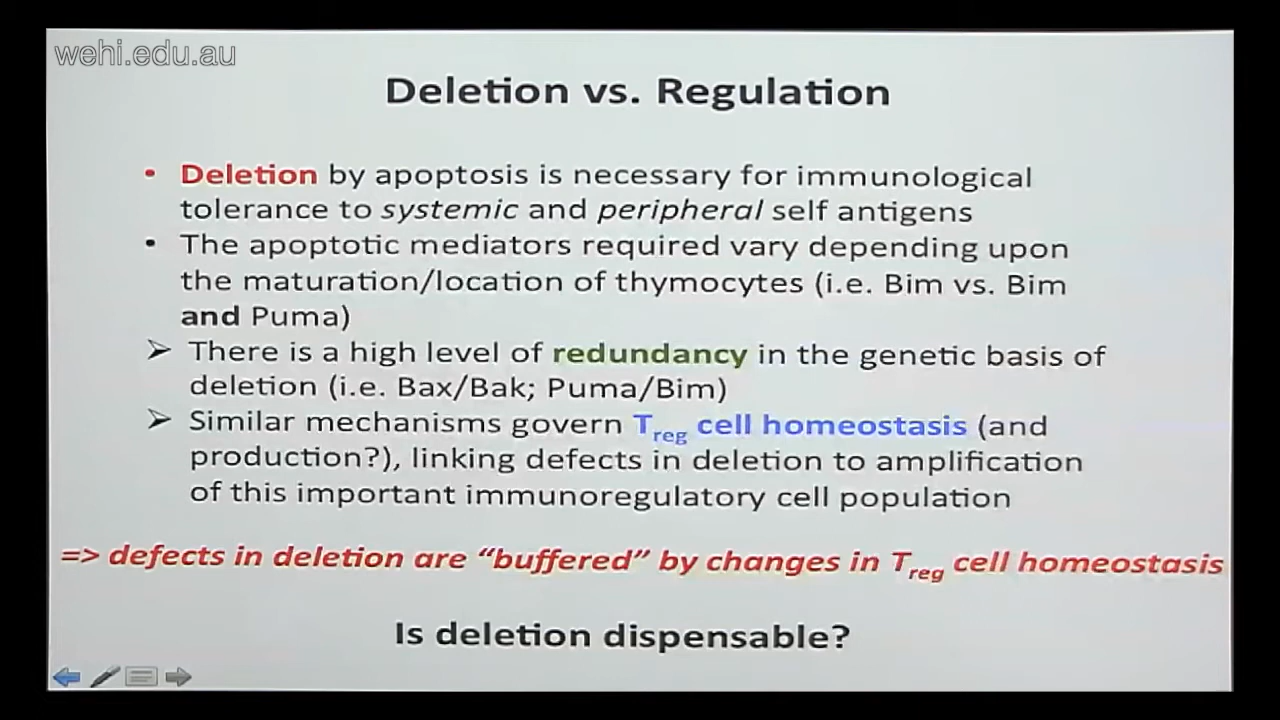 wehi.edu.au
Deletion vs. Regulation
• Deletion by apoptosis is necessary for immunological
tolerance to systemic and peripheral self antigens
• The apoptotic mediators required vary depending upon
the maturation/location of thymocytes (i.e. Bim vs. Bim
and Puma)
➢ There is a high level of redundancy in the genetic basis of
deletion (i.e. Bax/Bak; Puma/Bim)
➢ Similar mechanisms govern Treg cell homeostasis (and
production?), linking defects in deletion to amplification
of this important immunoregulatory cell population
=> defects in deletion are “buffered” by changes in Treg cell homeostasis
Is deletion dispensable?